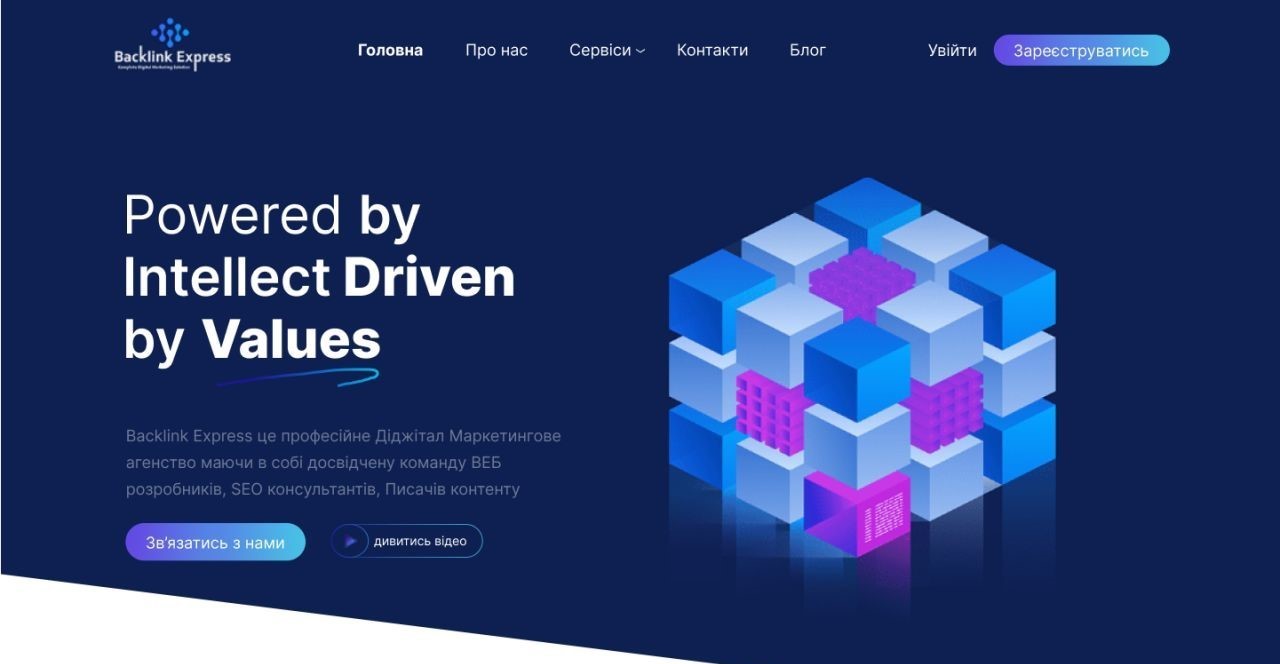 Backlink Express
Complete Digital Marketing Solution
Головна
Про нас
Сервіси
Контакти
Блог
Увійти
Зареєструватись
Powered by
Intellect Driven
by Values
Backlink Express це професійне Діджітал Маркетингове
агенство маючи в собі досвідчену команду ВЕБ
розробників, SEO консультантів, Писачів контенту
Зв’язатись з нами
дивитись відео